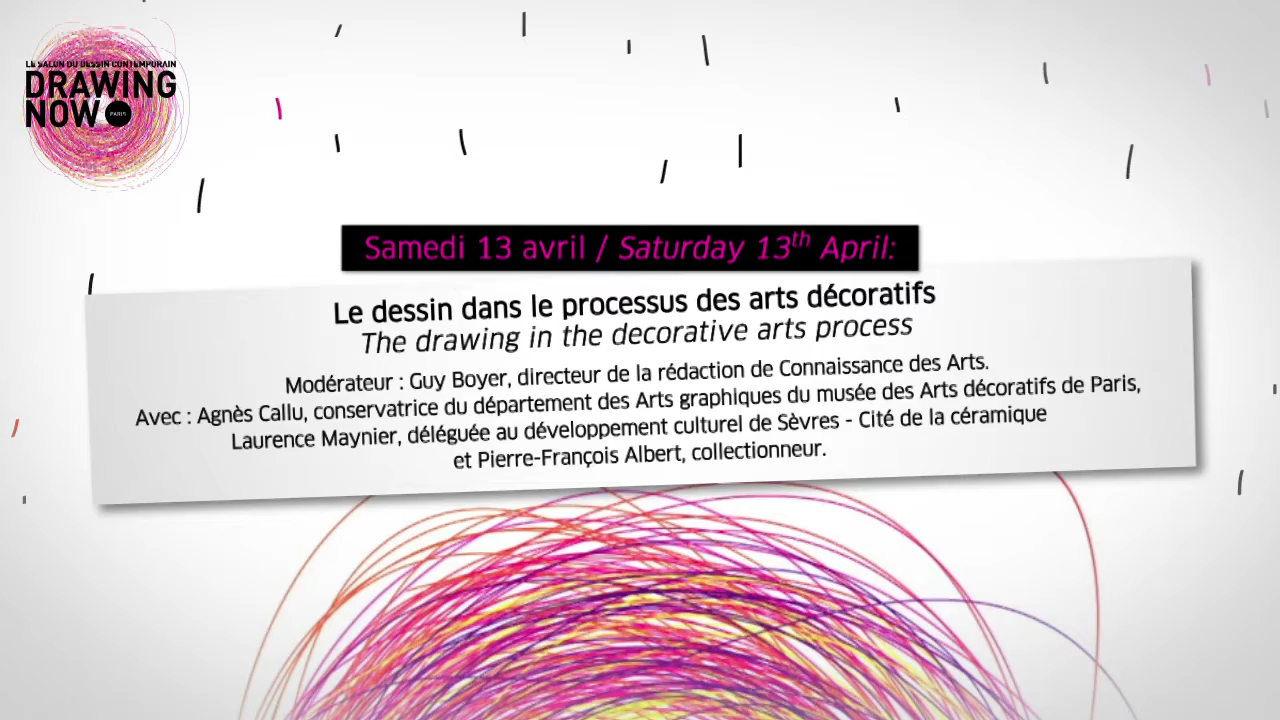 LE SALON DU DESSIN CONTEMPORAIN
DRAWING
NOW PARIS
Samedi 13 avril / Saturday 13th April:
Le dessin dans le processus des arts décoratifs
The drawing in the decorative arts process
Modérateur : Guy Boyer, directeur de la rédaction de Connaissance des Arts.
Avec : Agnès Callu, conservatrice du département des Arts graphiques du musée des Arts décoratifs de Paris,
Laurence Maynier, déléguée au développement culturel de Sèvres - Cité de la céramique
et Pierre-François Albert, collectionneur.